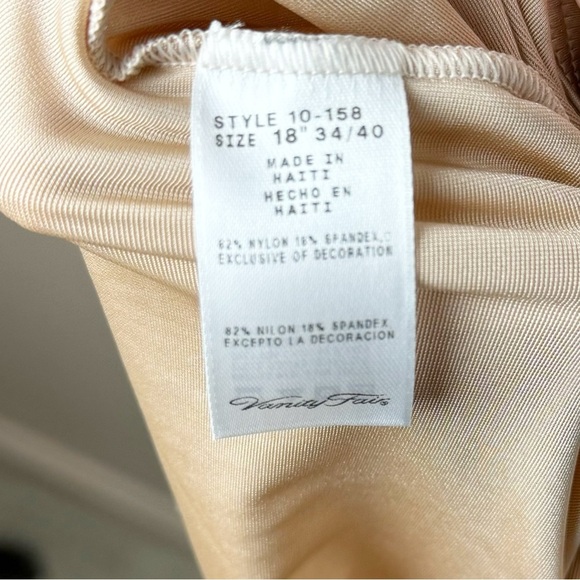 STYLE 10-158
SIZE 18" 34/40
MADE IN
HAITI
HECHO EN
HAITI
82% NYLON 18% SPANDEX,
EXCLUSIVE OF DECORATION
82% NILON 18% SPANDEX
EXCEPTO LA DECORACION
Vanity Fair